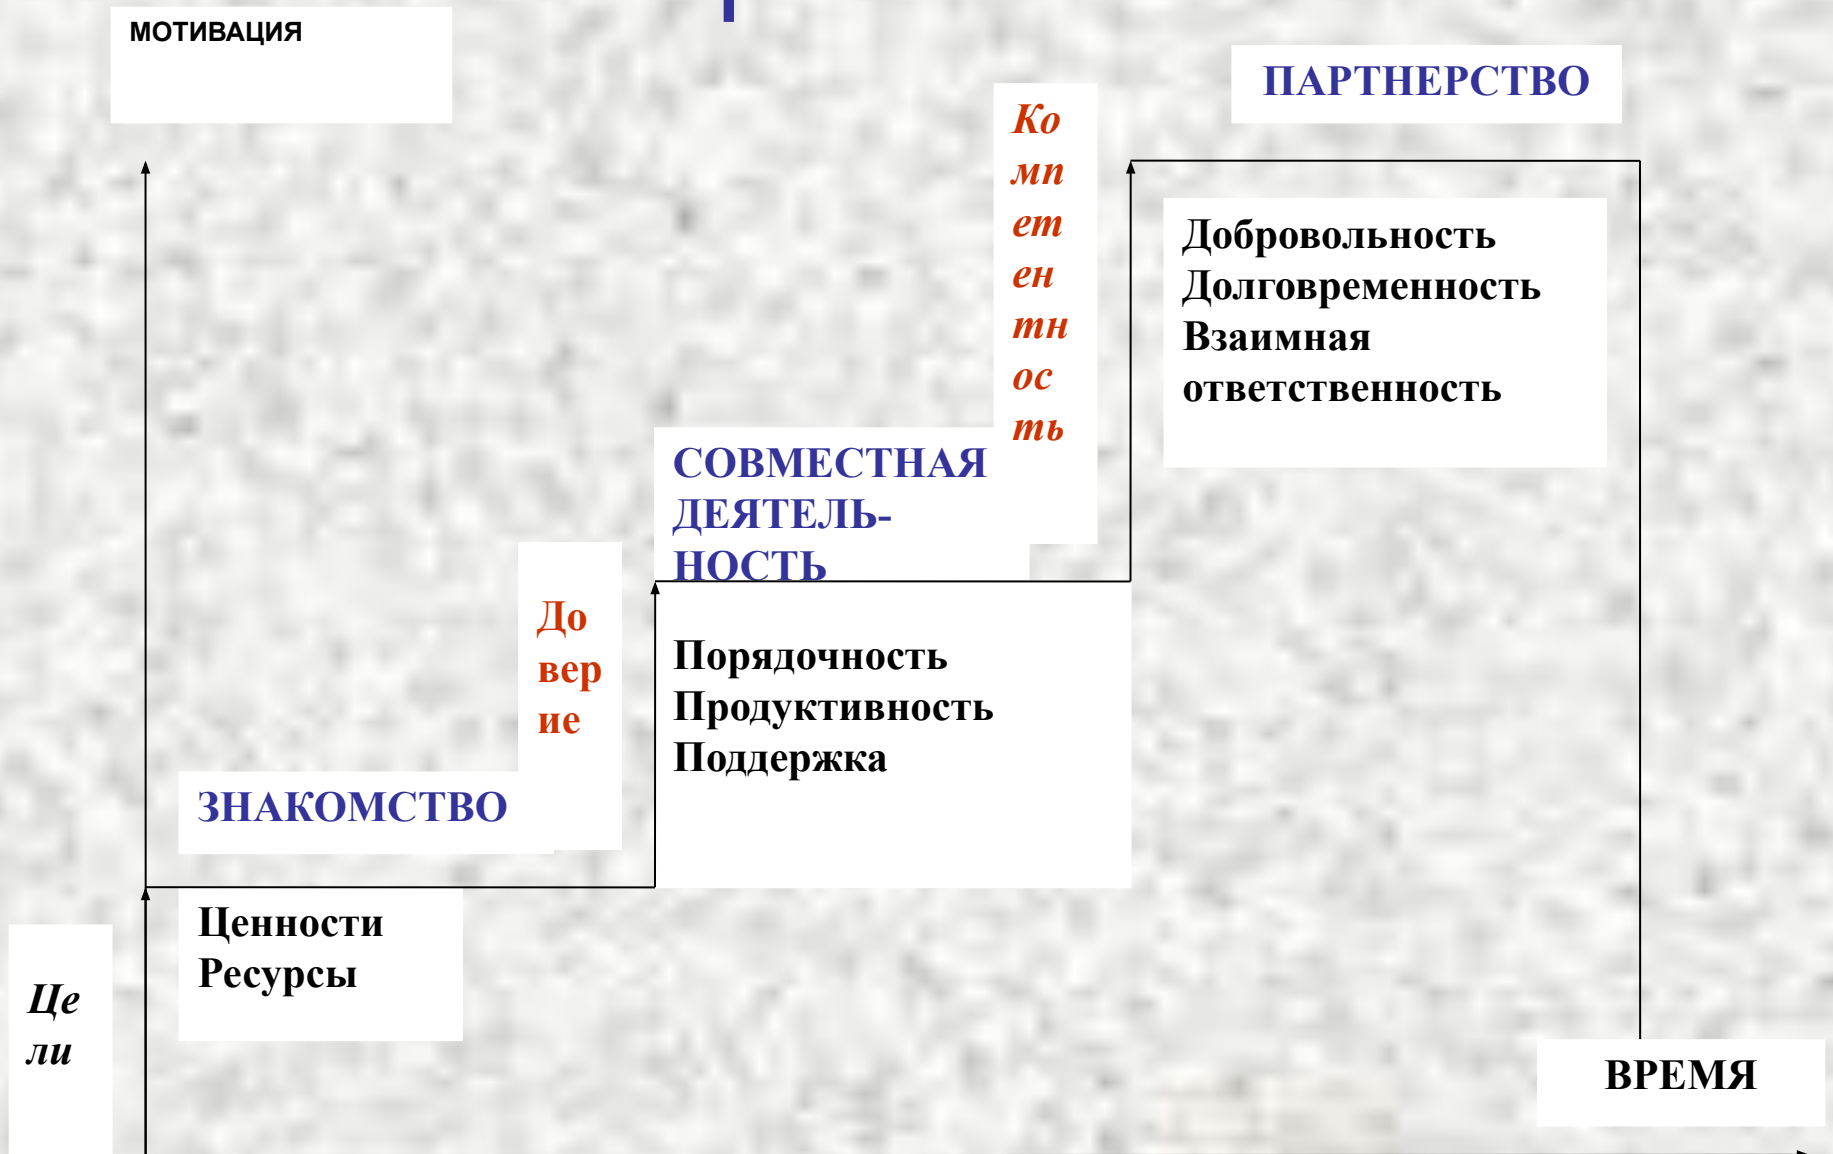 МОТИВАЦИЯ
ПАРТНЕРСТВО
Ко
мп
ет
ен
тн
ос
ть
Добровольность
Долговременность
Взаимная
ответственность
СОВМЕСТНАЯ
ДЕЯТЕЛЬ-
НОСТЬ
До
вер
ие
Порядочность
Продуктивность
Поддержка
ЗНАКОМСТВО
Ценности
Ресурсы
Це
ли
ВРЕМЯ